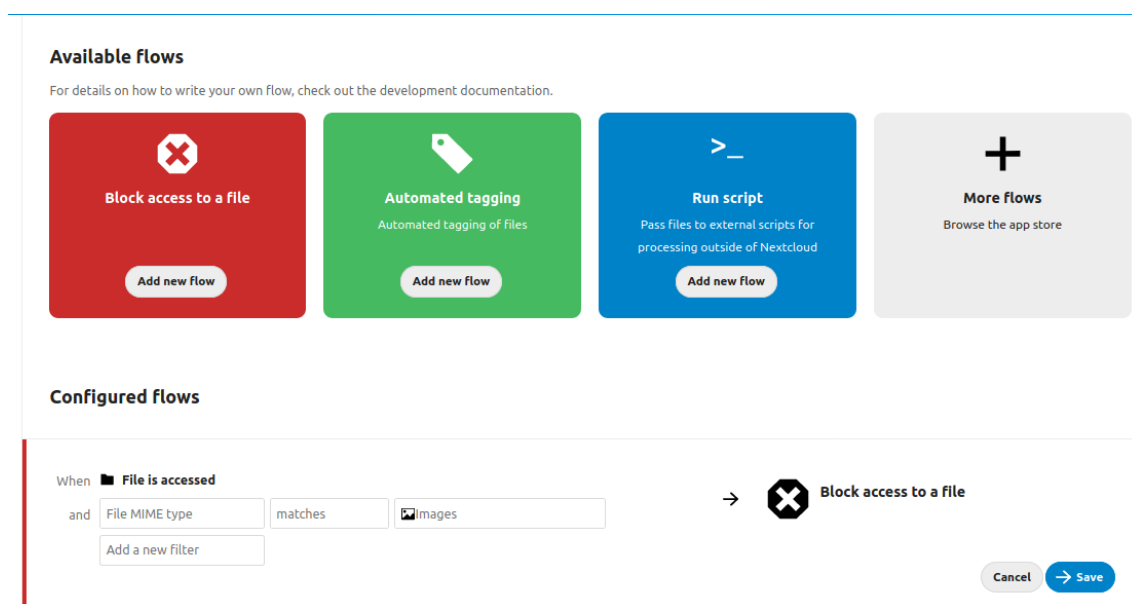 Available flows
For details on how to write your own flow, check out the development documentation.
Block access to a file
Add new flow
Automated tagging
Automated tagging of files
Add new flow
>_
Run script
Pass files to external scripts for
processing outside of Nextcloud
Add new flow
More flows
Browse the app store
Configured flows
When File is accessed
and File MIME type matches Images
Add a new filter
→ Block access to a file
Cancel → Save